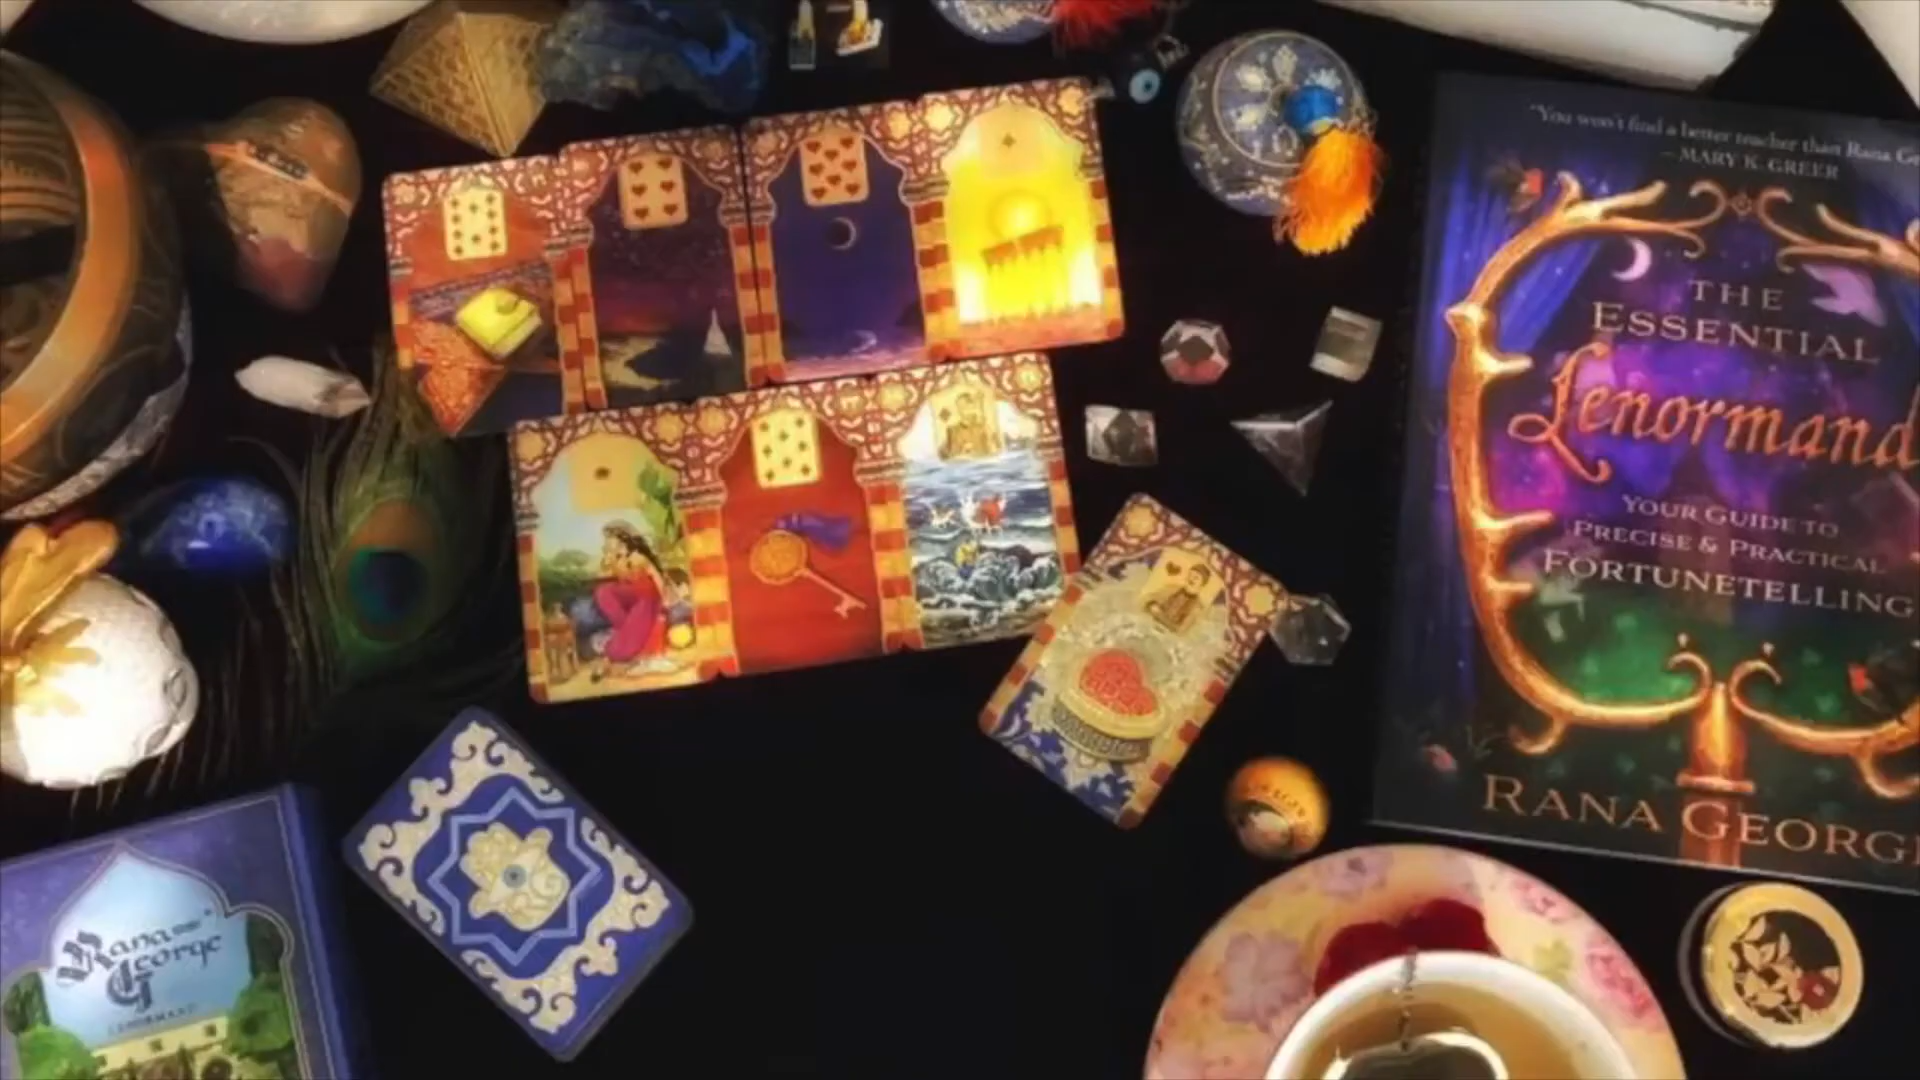 "You won't find a better teacher than Rana Ge
—MARY K. GREER
THE
ESSENTIAL
Lenormand
YOUR GUIDE TO
PRECISE & PRACTICAL
FORTUNETELLING
RANA GEORGE
Rana
George
LENORMAND